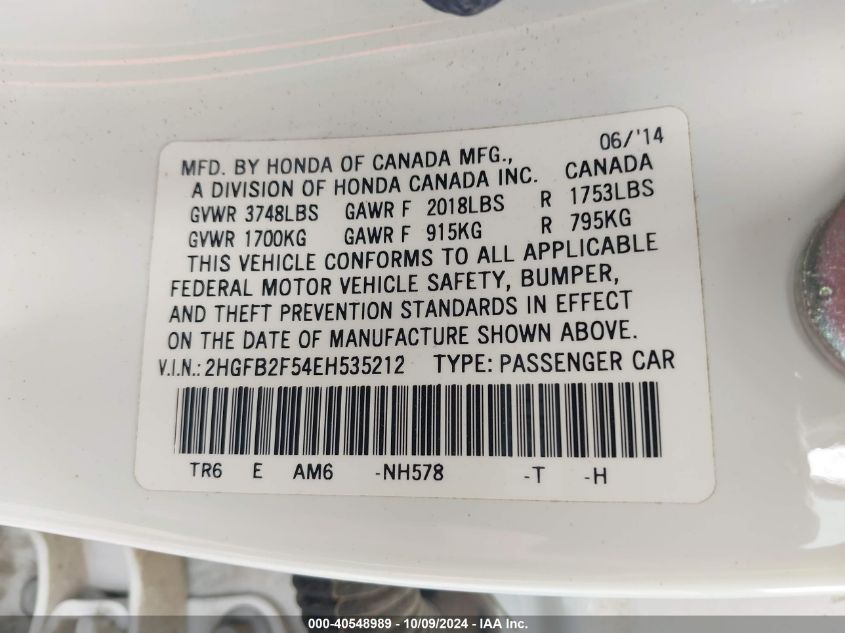 06/'14
MFD. BY HONDA OF CANADA MFG.,
A DIVISION OF HONDA CANADA INC. CANADA
GVWR 3748LBS GAWR F 2018LBS R 1753LBS
GVWR 1700KG GAWR F 915KG R 795KG
THIS VEHICLE CONFORMS TO ALL APPLICABLE
FEDERAL MOTOR VEHICLE SAFETY, BUMPER,
AND THEFT PREVENTION STANDARDS IN EFFECT
ON THE DATE OF MANUFACTURE SHOWN ABOVE.
V.I.N.: 2HGFB2F54EH535212 TYPE: PASSENGER CAR
TR6 E AM6 -NH578 -T -H
000-40548989 - 10/09/2024 - IAA Inc.